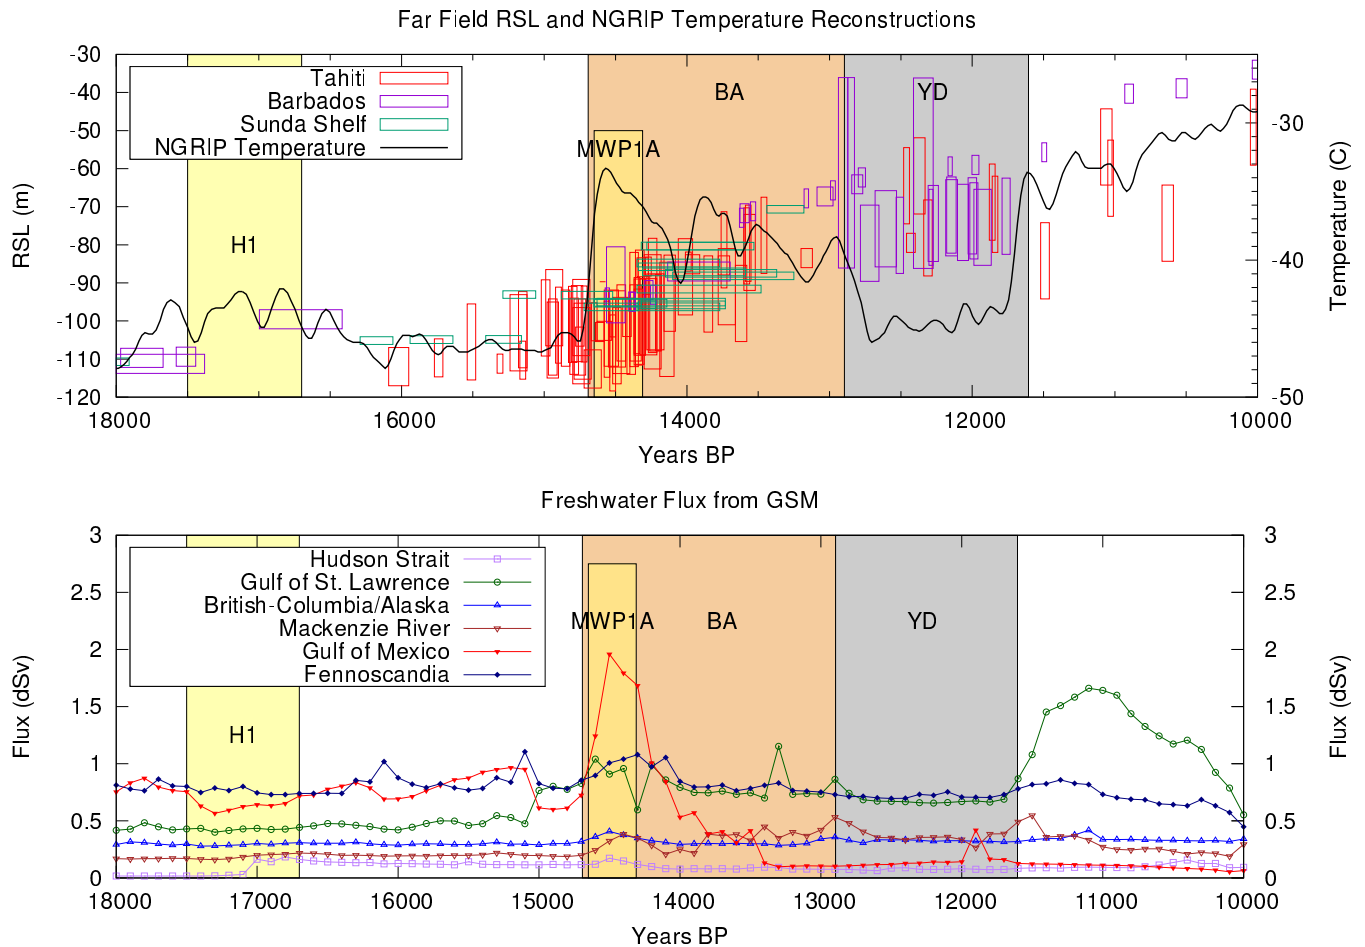 Far Field RSL and NGRIP Temperature Reconstructions
-30
-40
-50
-60
-70
-80
-90
-100
-110
-120
RSL (m)
Tahiti
Barbados
Sunda Shelf
NGRIP Temperature
H1
MWP1A
BA
YD
-30
-40
-50
Temperature (C)
18000 16000 14000 12000 10000
Years BP
Freshwater Flux from GSM
3
2.5
2
1.5
1
0.5
0
Flux (dSv)
Hudson Strait
Gulf of St. Lawrence
British-Columbia/Alaska
Mackenzie River
Gulf of Mexico
Fennoscandia
H1
MWP1A
BA
YD
3
2.5
2
1.5
1
0.5
0
Flux (dSv)
18000 17000 16000 15000 14000 13000 12000 11000 10000
Years BP